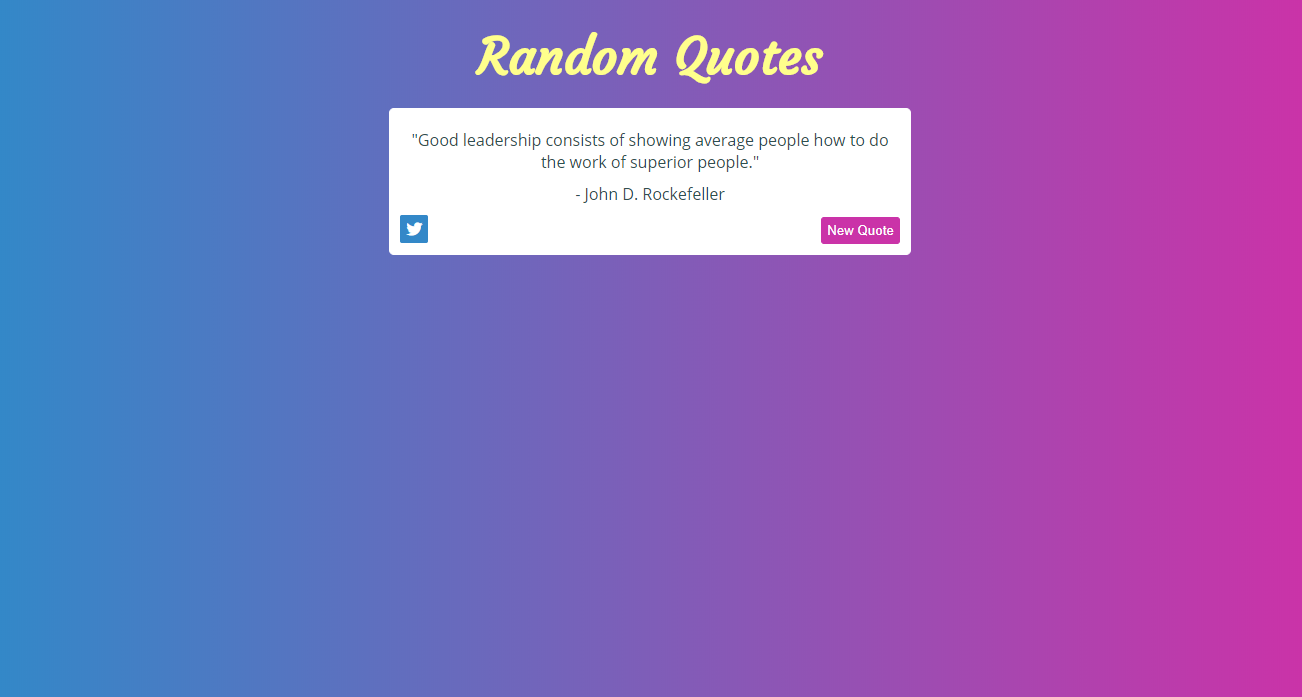 Random Quotes
"Good leadership consists of showing average people how to do
the work of superior people."
- John D. Rockefeller
New Quote